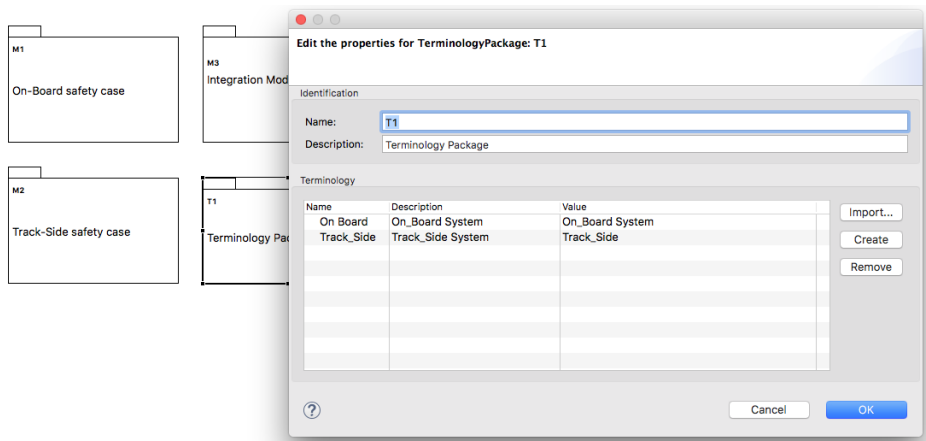 M1
On-Board safety case
M3
Integration Mod
M2
Track-Side safety case
T1
Terminology Pac
Edit the properties for TerminologyPackage: T1
Identification
Name: T1
Description: Terminology Package
Terminology
Name Description Value
On Board On_Board System On_Board System
Track_Side Track_Side System Track_Side
Import...
Create
Remove
?
Cancel OK